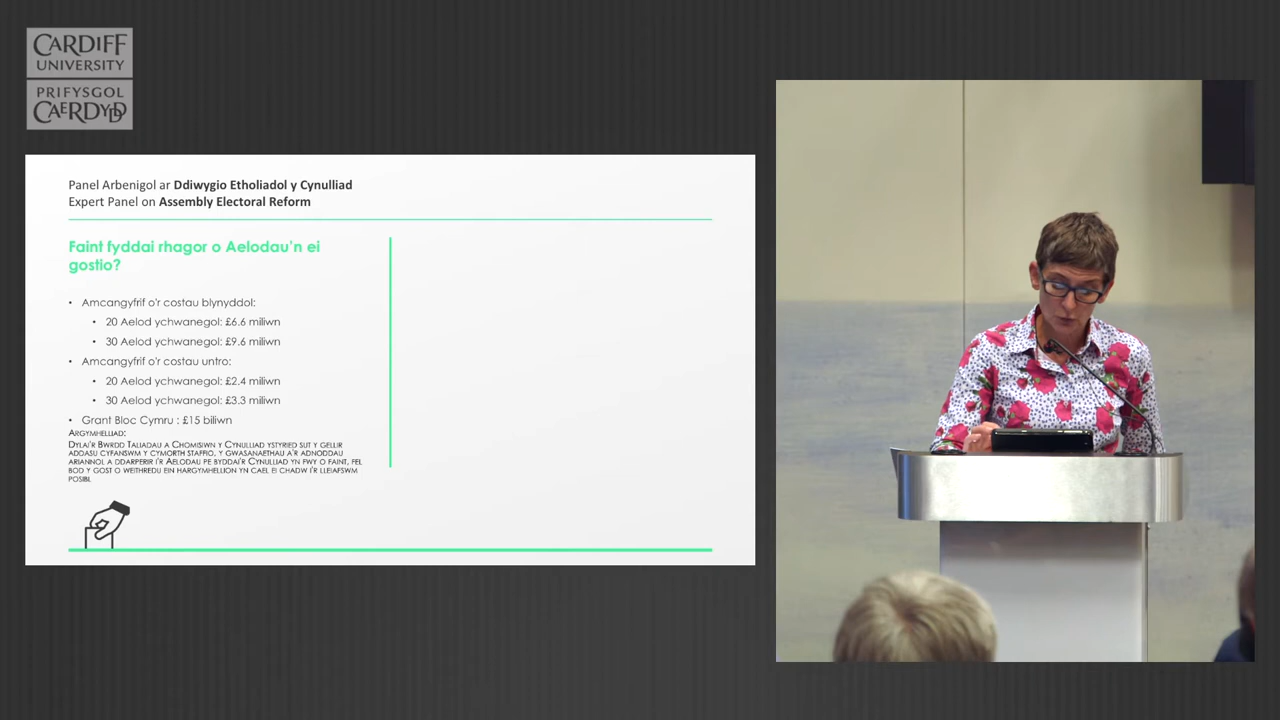 CARDIFF
UNIVERSITY
PRIFYSGOL
CAERDYDD
Panel Arbenigol ar Ddiwygio Etholiadol y Cynulliad
Expert Panel on Assembly Electoral Reform
Faint fyddai rhagor o Aelodau'n ei
gostio?
• Amcangyfrif o'r costau blynyddol:
• 20 Aelod ychwanegol: £6.6 miliwn
• 30 Aelod ychwanegol: £9.6 miliwn
• Amcangyfrif o'r costau untro:
• 20 Aelod ychwanegol: £2.4 miliwn
• 30 Aelod ychwanegol: £3.3 miliwn
• Grant Bloc Cymru : £15 biliwn
ARGYMHELLIAD:
DYLAI'R BWRDD TALIADAU A CHOMISIWN Y CYNULLIAD YSTYRIED SUT Y GELLIR
ADDASU CYFANSWM Y CYMORTH STAFFIO, Y GWASANAETHAU A'R ADNODDAU
ARIANNOL A DDARPERIR I'R AELODAU PE BYDDAI'R CYNULLIAD YN FWY O FAINT, FEL
BOD Y GOST O WEITHREDU EIN HARGYMHELLION YN CAEL EI CHADW I'R LLEIAFSWM
POSIBL